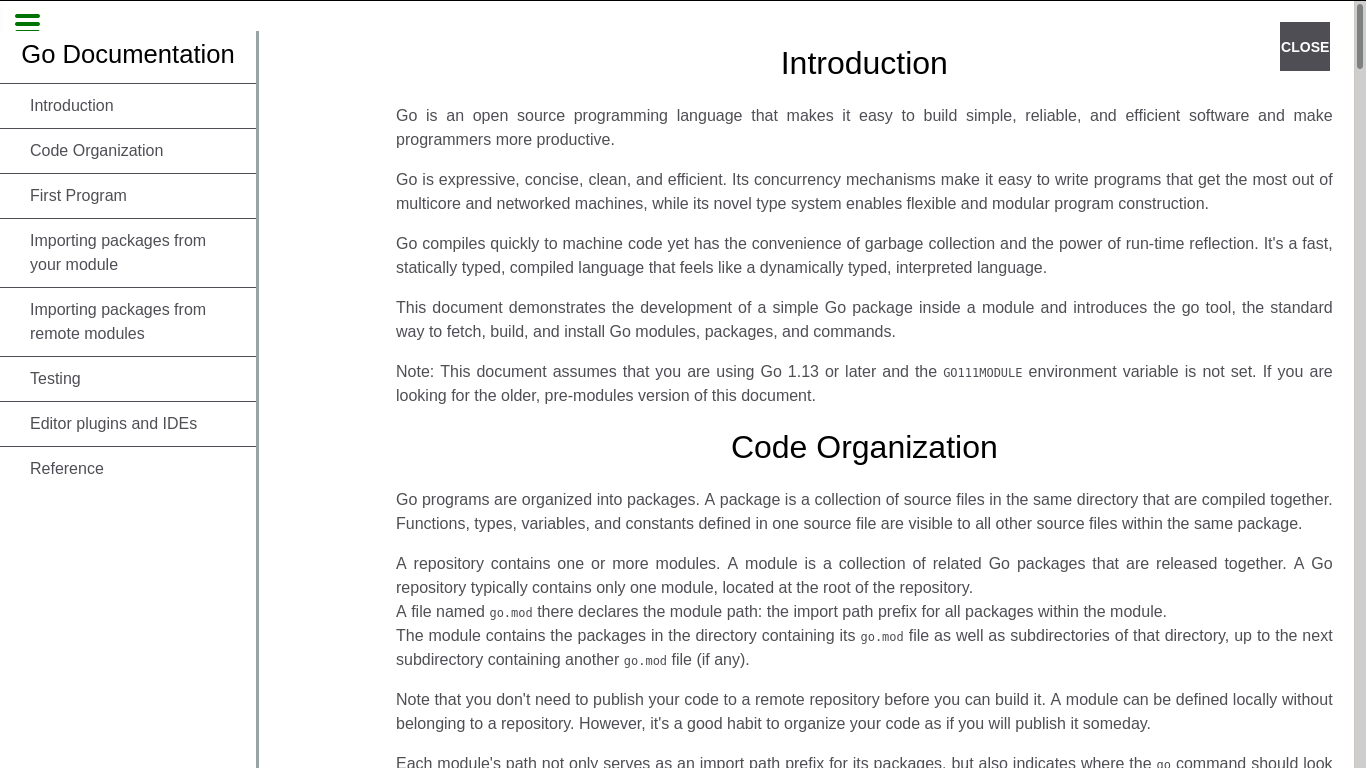 Go Documentation
Introduction
Code Organization
First Program
Importing packages from
your module
Importing packages from
remote modules
Testing
Editor plugins and IDEs
Reference
CLOSE
Introduction
Go is an open source programming language that makes it easy to build simple, reliable, and efficient software and make
programmers more productive.
Go is expressive, concise, clean, and efficient. Its concurrency mechanisms make it easy to write programs that get the most out of
multicore and networked machines, while its novel type system enables flexible and modular program construction.
Go compiles quickly to machine code yet has the convenience of garbage collection and the power of run-time reflection. It's a fast,
statically typed, compiled language that feels like a dynamically typed, interpreted language.
This document demonstrates the development of a simple Go package inside a module and introduces the go tool, the standard
way to fetch, build, and install Go modules, packages, and commands.
Note: This document assumes that you are using Go 1.13 or later and the GO111MODULE environment variable is not set. If you are
looking for the older, pre-modules version of this document.
Code Organization
Go programs are organized into packages. A package is a collection of source files in the same directory that are compiled together.
Functions, types, variables, and constants defined in one source file are visible to all other source files within the same package.
A repository contains one or more modules. A module is a collection of related Go packages that are released together. A Go
repository typically contains only one module, located at the root of the repository.
A file named go.mod there declares the module path: the import path prefix for all packages within the module.
The module contains the packages in the directory containing its go.mod file as well as subdirectories of that directory, up to the next
subdirectory containing another go.mod file (if any).
Note that you don't need to publish your code to a remote repository before you can build it. A module can be defined locally without
belonging to a repository. However, it's a good habit to organize your code as if you will publish it someday.
Each module's path not only serves as an import path prefix for its packages, but also indicates where the go command should look